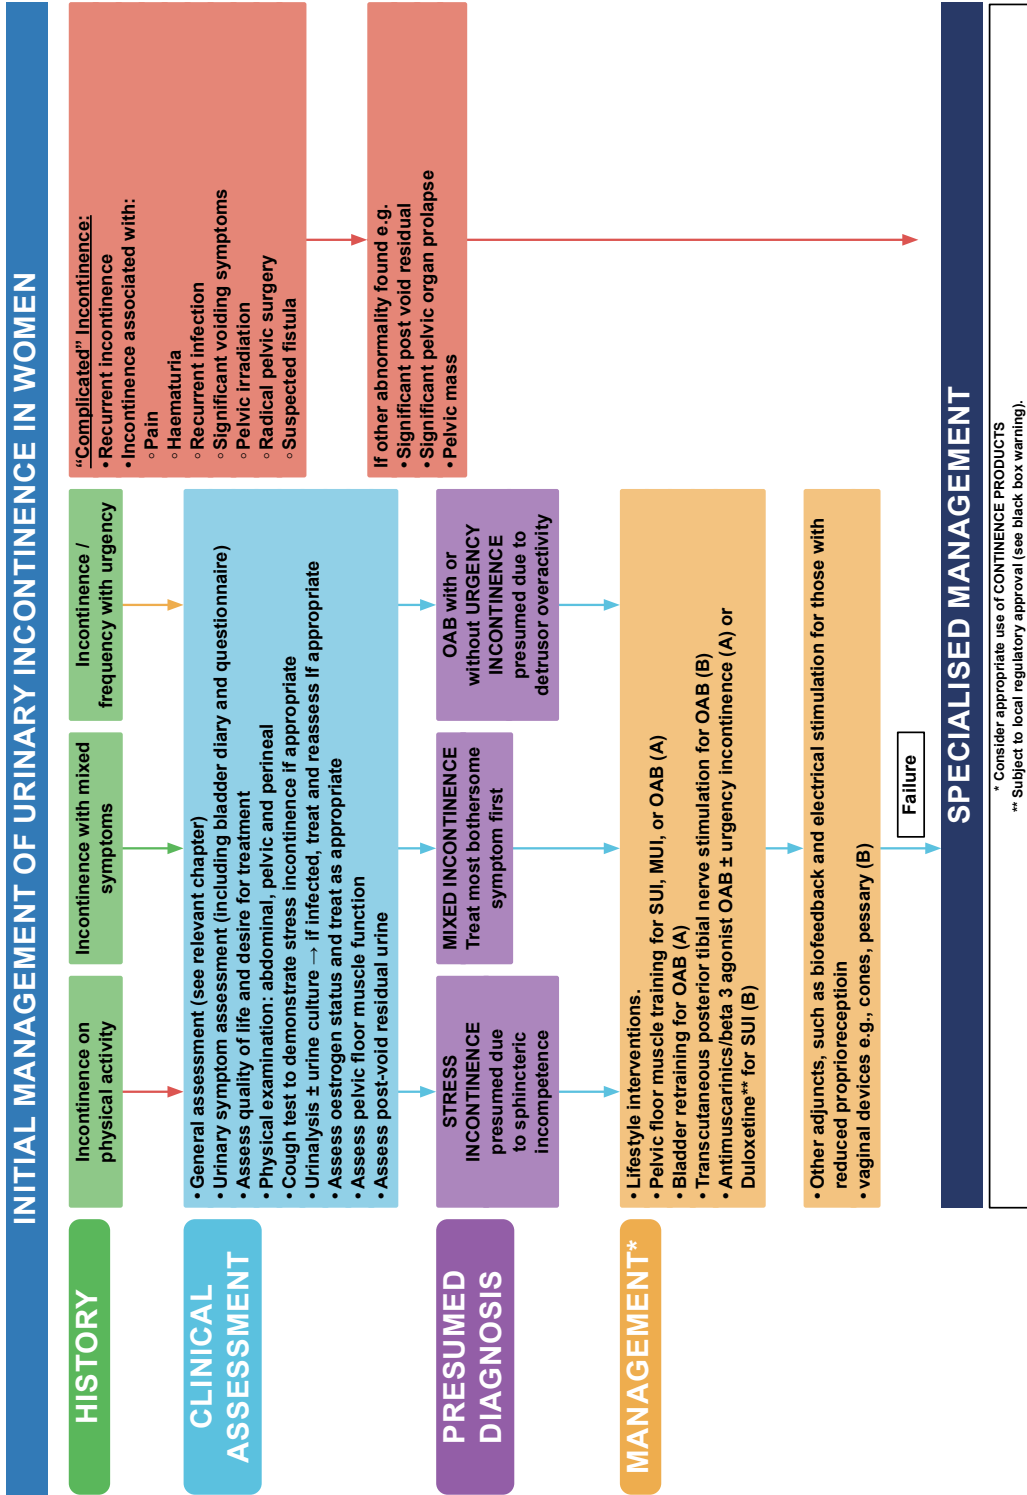 INITIAL MANAGEMENT OF URINARY INCONTINENCE IN WOMEN
HISTORY
Incontinence on
physical activity
Incontinence with mixed
symptoms
Incontinence /
frequency with urgency
"Complicated" Incontinence:
• Recurrent incontinence
• Incontinence associated with:
◦ Pain
◦ Haematuria
◦ Recurrent infection
◦ Significant voiding symptoms
◦ Pelvic irradiation
◦ Radical pelvic surgery
◦ Suspected fistula
CLINICAL
ASSESSMENT
• General assessment (see relevant chapter)
• Urinary symptom assessment (including bladder diary and questionnaire)
• Assess quality of life and desire for treatment
• Physical examination: abdominal, pelvic and perineal
• Cough test to demonstrate stress incontinence if appropriate
• Urinalysis ± urine culture → if infected, treat and reassess If appropriate
• Assess oestrogen status and treat as appropriate
• Assess pelvic floor muscle function
• Assess post-void residual urine
If other abnormality found e.g.
• Significant post void residual
• Significant pelvic organ prolapse
• Pelvic mass
PRESUMED
DIAGNOSIS
STRESS
INCONTINENCE
presumed due
to sphincteric
incompetence
MIXED INCONTINENCE
Treat most bothersome
symptom first
OAB with or
without URGENCY
INCONTINENCE
presumed due to
detrusor overactivity
MANAGEMENT*
• Lifestyle interventions.
• Pelvic floor muscle training for SUI, MUI, or OAB (A)
• Bladder retraining for OAB (A)
• Transcutaneous posterior tibial nerve stimulation for OAB (B)
• Antimuscarinics/beta 3 agonist OAB ± urgency incontinence (A) or
Duloxetine** for SUI (B)
• Other adjuncts, such as biofeedback and electrical stimulation for those with
reduced proprioreceptioin
• vaginal devices e.g., cones, pessary (B)
Failure
SPECIALISED MANAGEMENT
* Consider appropriate use of CONTINENCE PRODUCTS
** Subject to local regulatory approval (see black box warning).